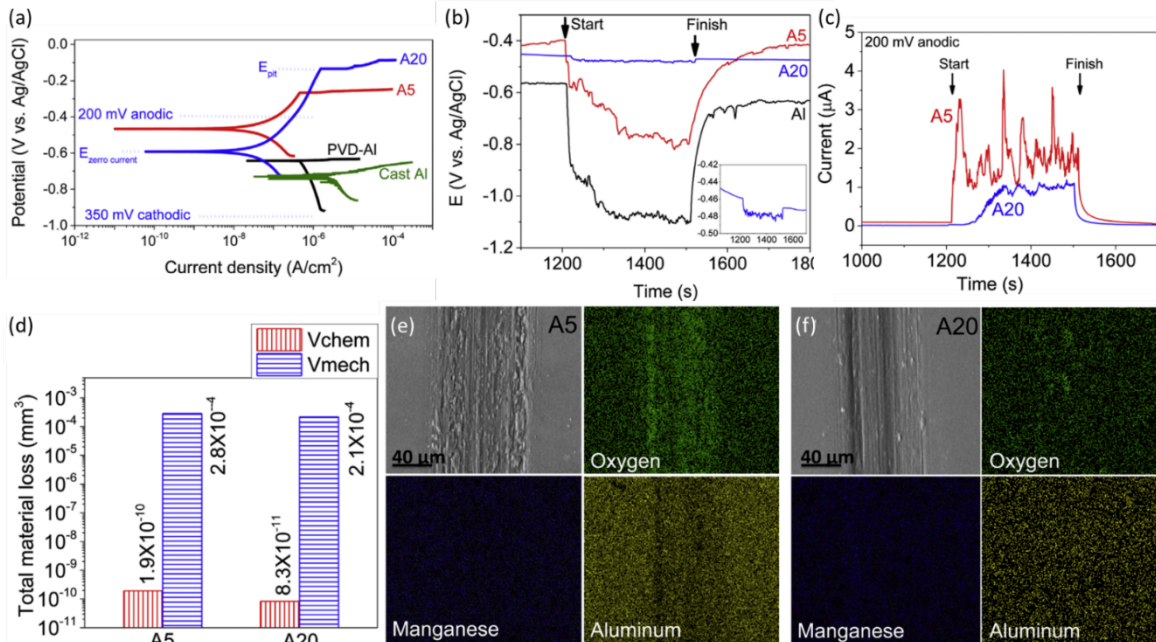 (a)
0.0
-0.2
-0.4
-0.6
-0.8
-1.0
Potential (V vs. Ag/AgCl)
E_pit
A20
A5
200 mV anodic
E_zerro current
PVD-Al
Cast Al
350 mV cathodic
10^-12
10^-10
10^-8
10^-6
10^-4
Current density (A/cm²)
(b)
Start
Finish
A5
A20
Al
-0.4
-0.6
-0.8
-1.0
-1.2
E (V vs. Ag/AgCl)
-0.42
-0.44
-0.46
-0.48
-0.50
1200 1400 1600
1200 1400 1600 1800
Time (s)
(c)
200 mV anodic
Start
Finish
A5
A20
5
4
3
2
1
0
Current (μA)
1000 1200 1400 1600
Time (s)
(d)
Vchem
Vmech
10^-3
10^-4
10^-5
10^-6
10^-7
10^-8
10^-9
10^-10
10^-11
Total material loss (mm³)
1.9X10^-10
2.8X10^-4
8.3X10^-11
2.1X10^-4
A5 A20
(e)
A5
40 μm
Oxygen
Manganese
Aluminum
(f)
A20
40 μm
Oxygen
Manganese
Aluminum